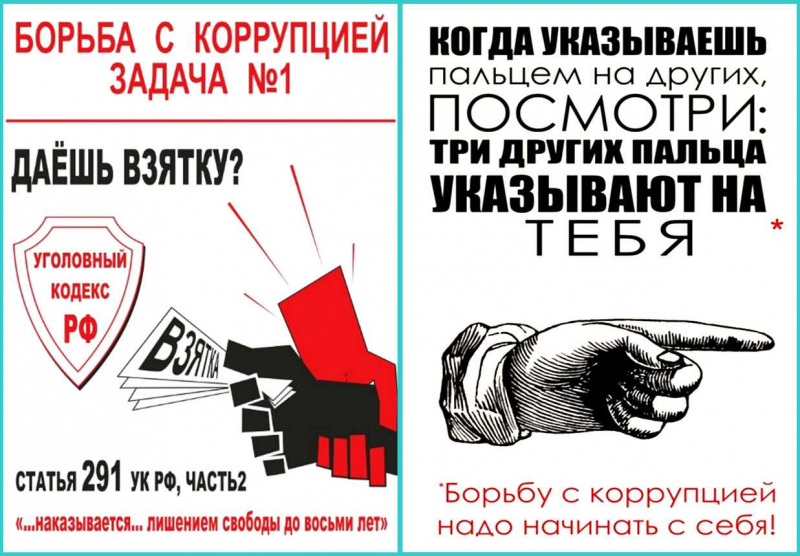 БОРЬБА С КОРРУПЦИЕЙ
ЗАДАЧА №1
ДАЁШЬ ВЗЯТКУ?
УГОЛОВНЫЙ
КОДЕКС
РФ
ВЗЯТКА
СТАТЬЯ 291 УК РФ, ЧАСТЬ2
«...наказывается... лишением свободы до восьми лет»
КОГДА УКАЗЫВАЕШЬ
пальцем на других,
ПОСМОТРИ:
ТРИ ДРУГИХ ПАЛЬЦА
УКАЗЫВАЮТ НА
ТЕБЯ *
*Борьбу с коррупцией
надо начинать с себя!